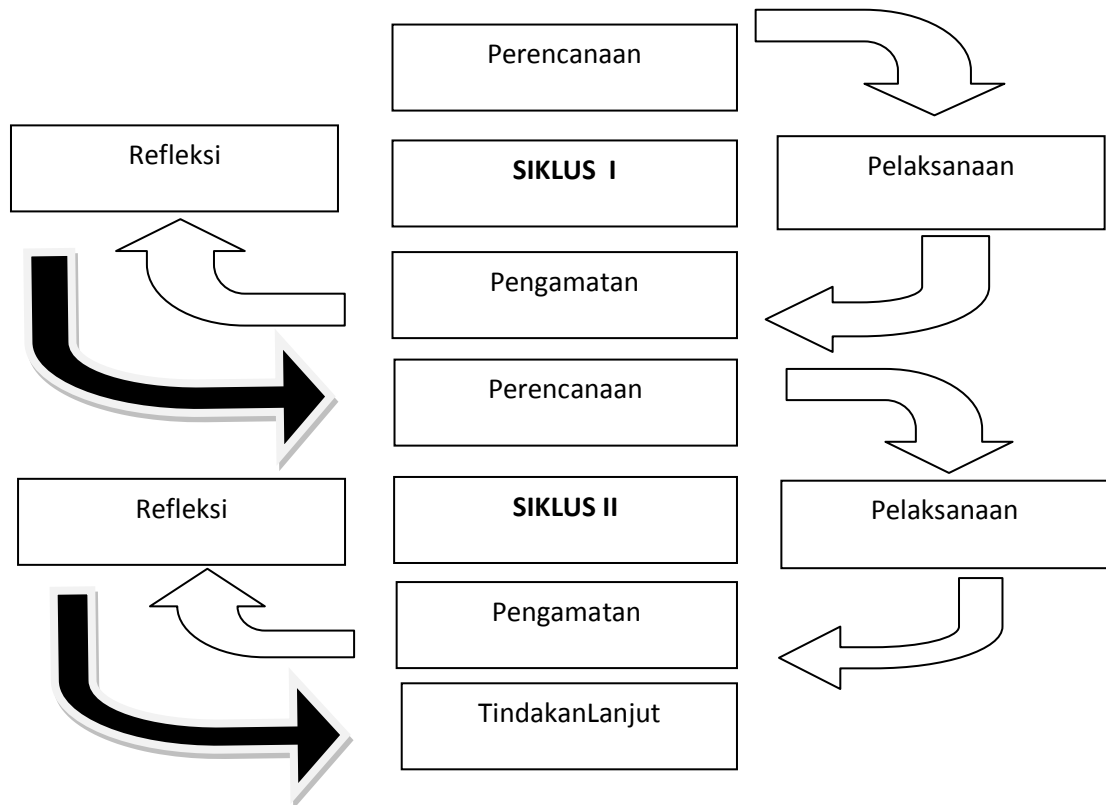 Perencanaan
Refleksi
SIKLUS I
Pelaksanaan
Pengamatan
Perencanaan
Refleksi
SIKLUS II
Pelaksanaan
Pengamatan
TindakanLanjut